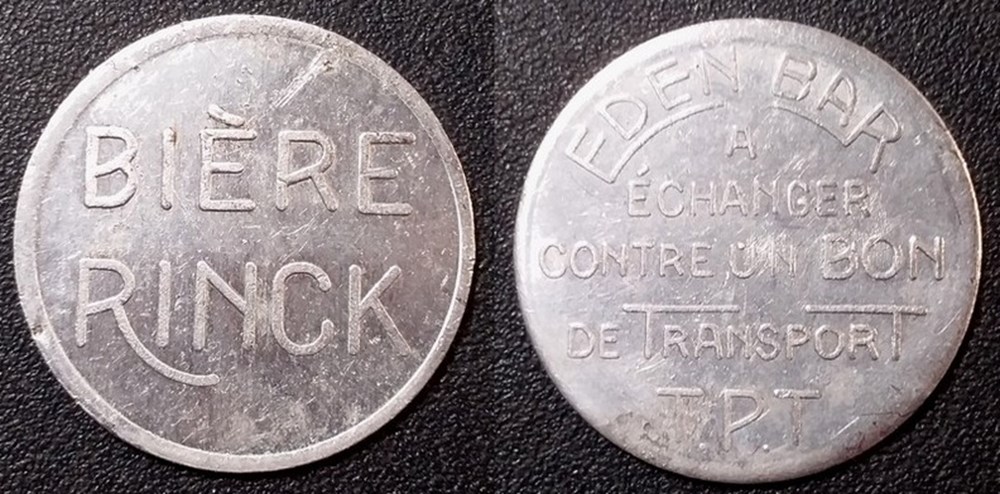 BIÈRE
RINCK
EDEN BAR
A
ÉCHANGER
CONTRE UN BON
DE TRANSPORT
T.P.T